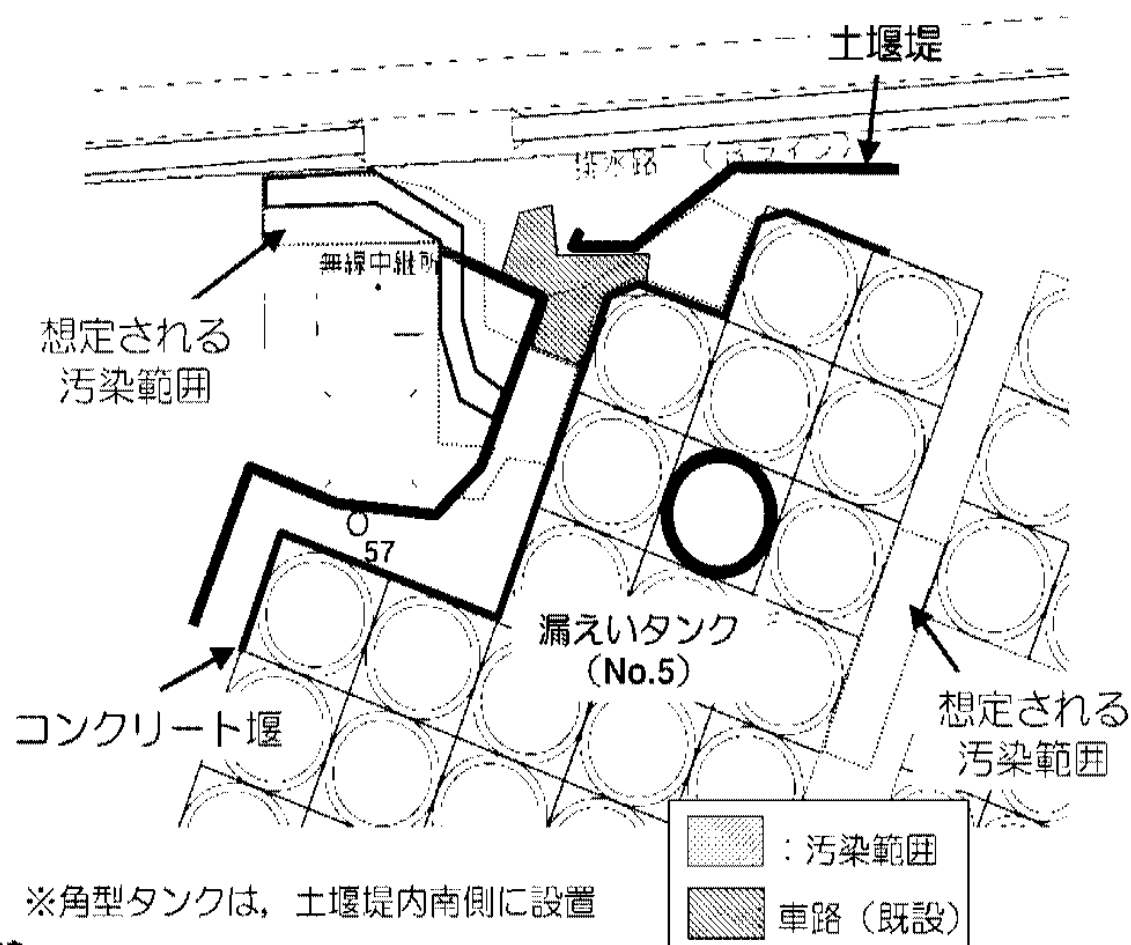 土堰堤
排水路
無線中継所
想定される
汚染範囲
57
漏えいタンク
(No.5)
コンクリート堰
想定される
汚染範囲
：汚染範囲
車路（既設）
※角型タンクは，土堰堤内南側に設置